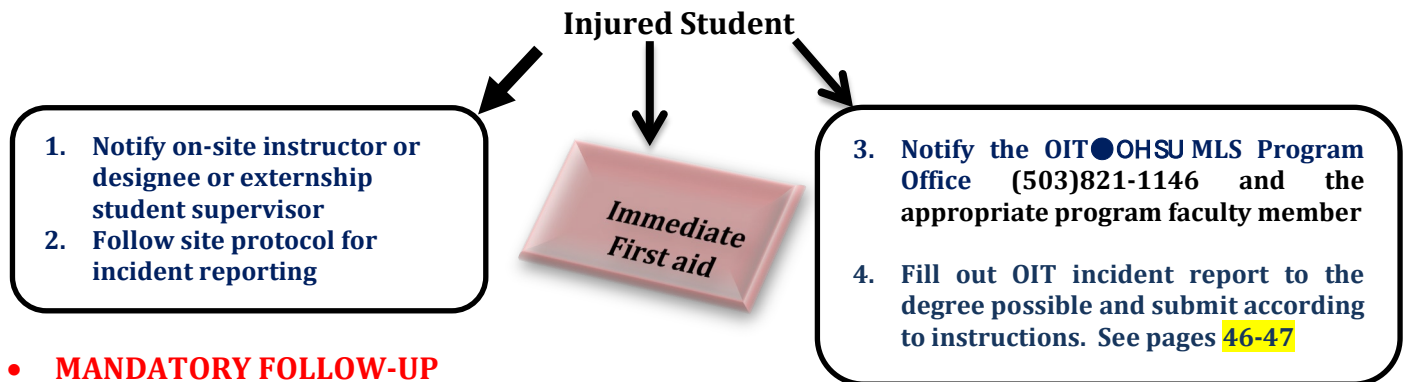 Injured Student
1. Notify on-site instructor or
designee or externship
student supervisor
2. Follow site protocol for
incident reporting
Immediate
First aid
3. Notify the OIT●OHSU MLS Program
Office (503)821-1146 and the
appropriate program faculty member
4. Fill out OIT incident report to the
degree possible and submit according
to instructions. See pages 46-47
• MANDATORY FOLLOW-UP